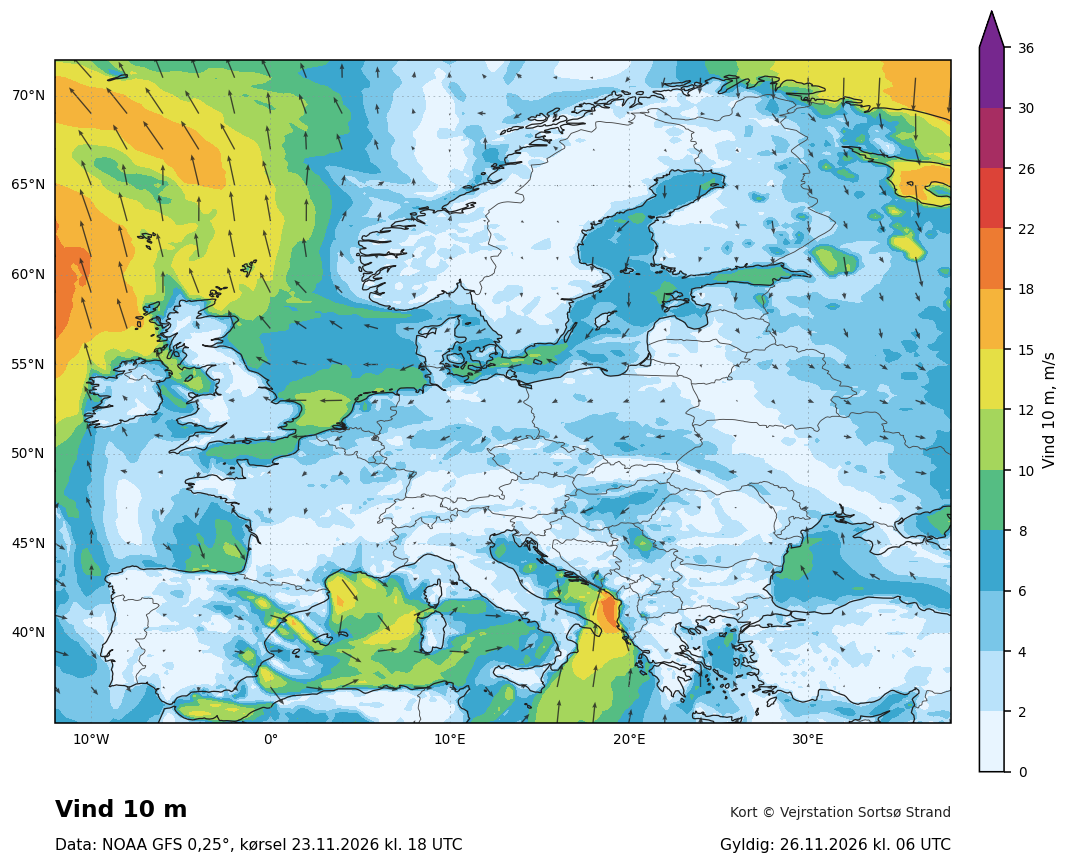 36
30
26
22
18
15
12
10
8
6
4
2
0
Vind 10 m, m/s
70°N
65°N
60°N
55°N
50°N
45°N
40°N
10°W 0° 10°E 20°E 30°E
Vind 10 m
Kort © Vejrstation Sortsø Strand
Data: NOAA GFS 0,25°, kørsel 23.11.2026 kl. 18 UTC
Gyldig: 26.11.2026 kl. 06 UTC